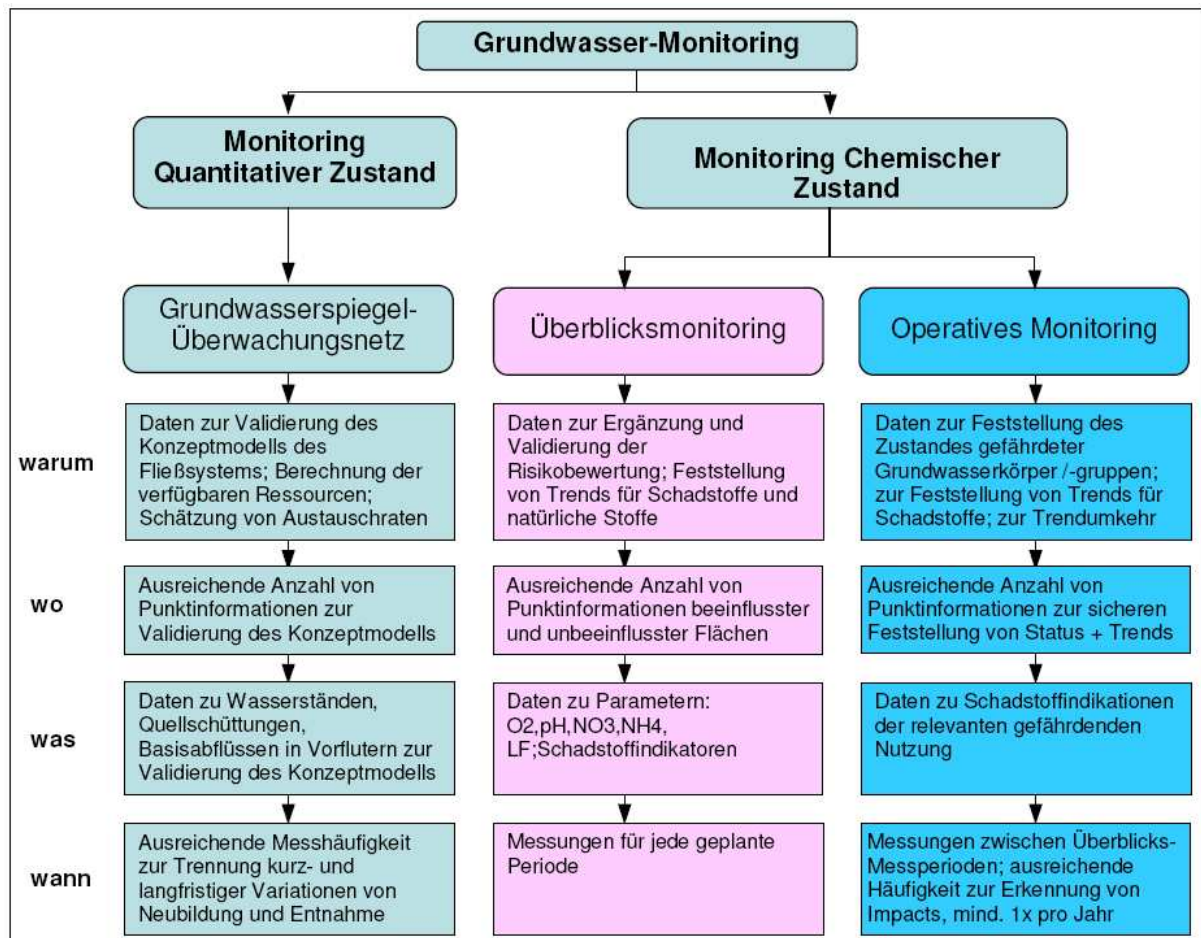 Grundwasser-Monitoring
Monitoring
Quantitativer Zustand
Monitoring Chemischer
Zustand
Grundwasserspiegel-
Überwachungsnetz
Überblicksmonitoring
Operatives Monitoring
warum
Daten zur Validierung des
Konzeptmodells des
Fließsystems; Berechnung der
verfügbaren Ressourcen;
Schätzung von Austauschraten
Daten zur Ergänzung und
Validierung der
Risikobewertung; Feststellung
von Trends für Schadstoffe und
natürliche Stoffe
Daten zur Feststellung des
Zustandes gefährdeter
Grundwasserkörper /-gruppen;
zur Feststellung von Trends für
Schadstoffe; zur Trendumkehr
wo
Ausreichende Anzahl von
Punktinformationen zur
Validierung des Konzeptmodells
Ausreichende Anzahl von
Punktinformationen beeinflusster
und unbeeinflusster Flächen
Ausreichende Anzahl von
Punktinformationen zur sicheren
Feststellung von Status + Trends
was
Daten zu Wasserständen,
Quellschüttungen,
Basisabflüssen in Vorflutern zur
Validierung des Konzeptmodells
Daten zu Parametern:
O2,pH,NO3,NH4,
LF;Schadstoffindikatoren
Daten zu Schadstoffindikationen
der relevanten gefährdenden
Nutzung
wann
Ausreichende Messhäufigkeit
zur Trennung kurz- und
langfristiger Variationen von
Neubildung und Entnahme
Messungen für jede geplante
Periode
Messungen zwischen Überblicks-
Messperioden; ausreichende
Häufigkeit zur Erkennung von
Impacts, mind. 1x pro Jahr